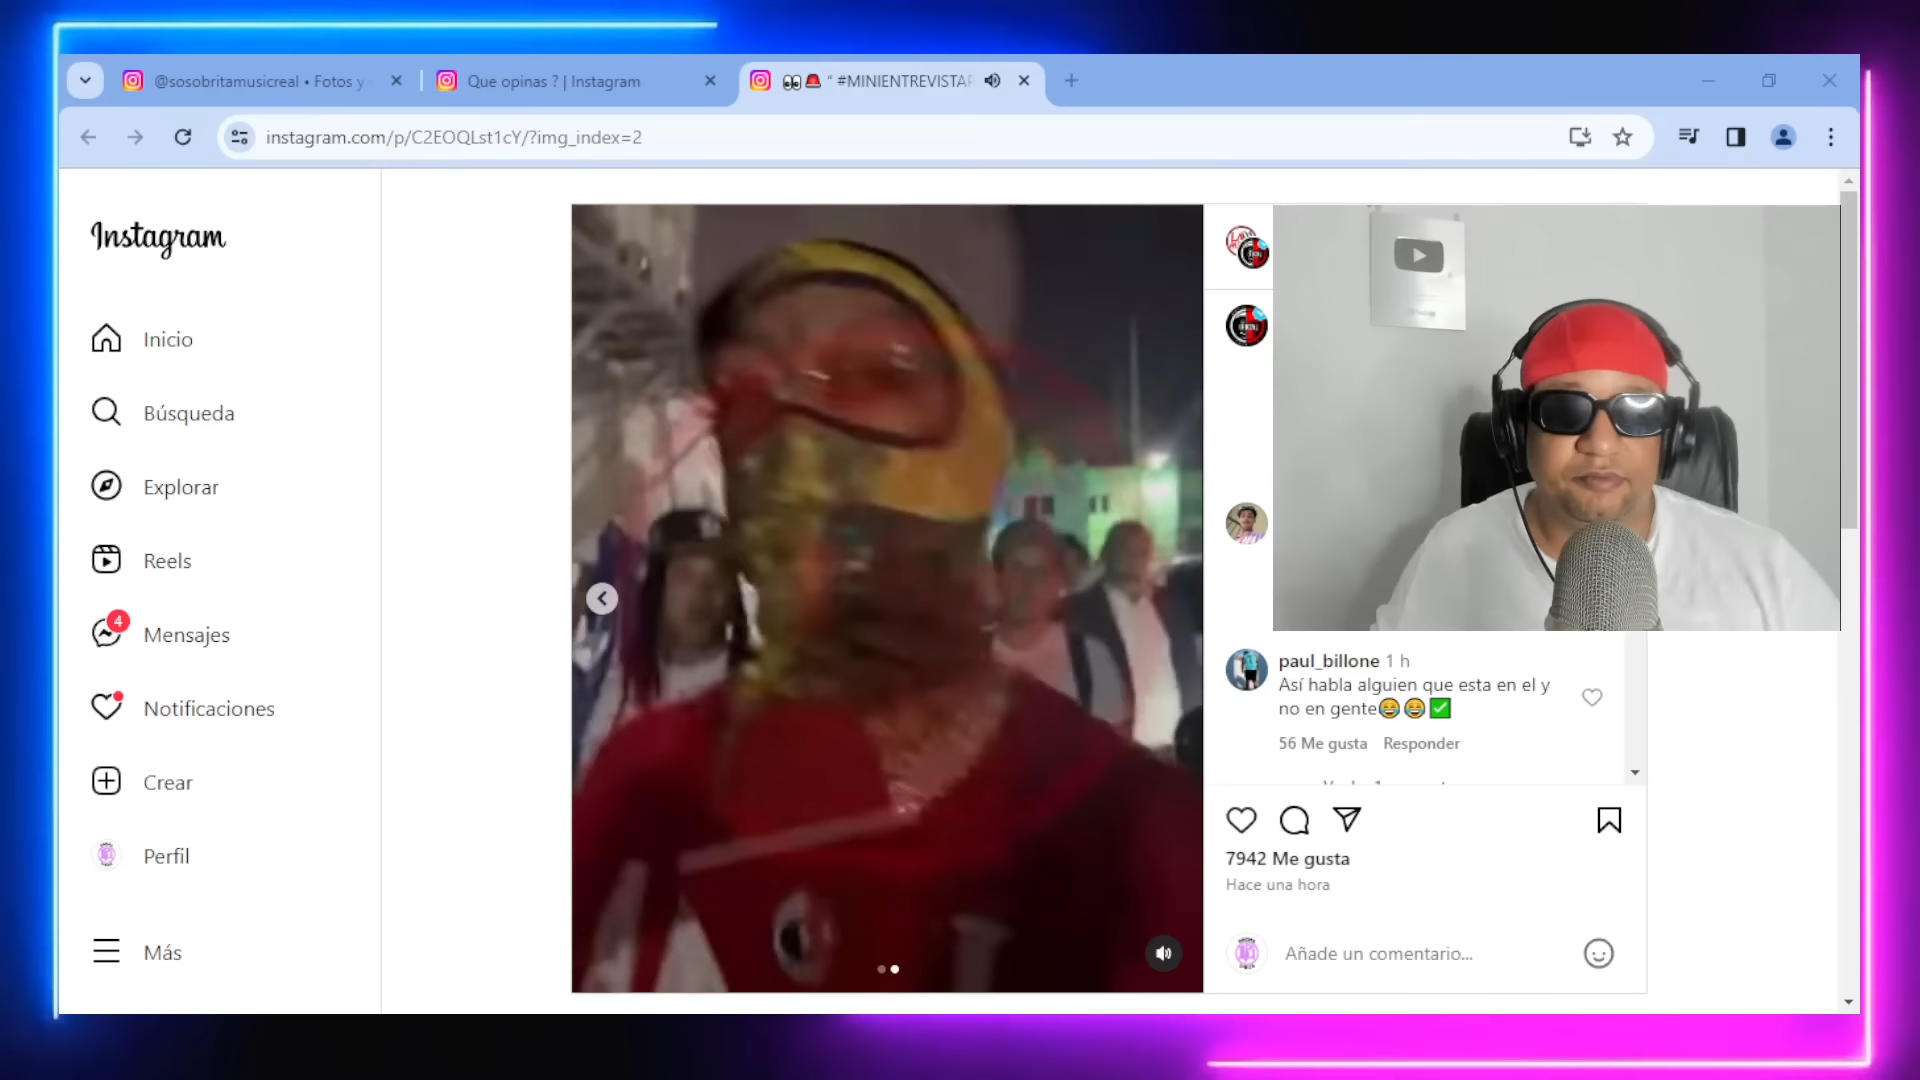 @sosobritamusicreal • Fotos y
Que opinas ? | Instagram
👀🚨 “ #MINIENTREVISTAR
instagram.com/p/C2EOQLst1cY/?img_index=2
Instagram
Inicio
Búsqueda
Explorar
Reels
4
Mensajes
Notificaciones
Crear
Perfil
Más
paul_billone 1 h
Así habla alguien que esta en el y
no en gente😂😂✅
56 Me gusta Responder
7942 Me gusta
Hace una hora
Añade un comentario...